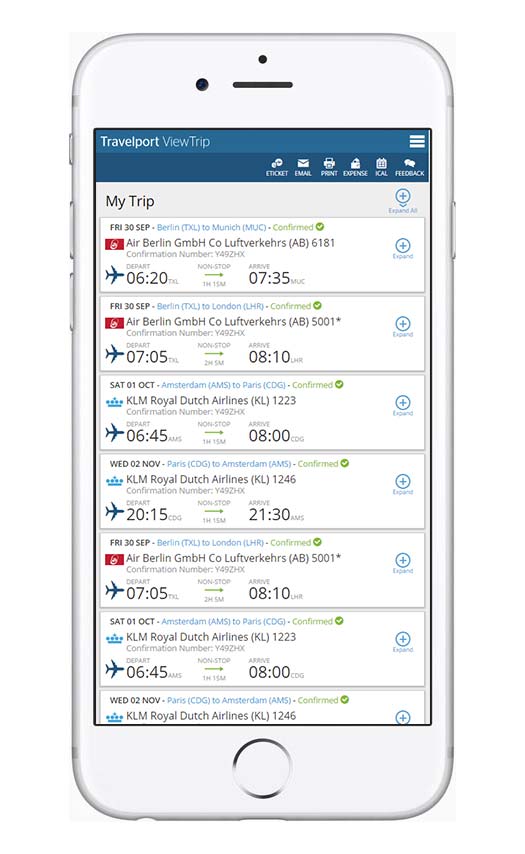 Travelport ViewTrip
ETICKET EMAIL PRINT EXPENSE ICAL FEEDBACK
My Trip
Expand All
FRI 30 SEP - Berlin (TXL) to Munich (MUC) - Confirmed
Air Berlin GmbH Co Luftverkehrs (AB) 6181
Confirmation Number: Y49ZHX
Expand
DEPART NON-STOP ARRIVE
06:20 TXL 1H 15M 07:35 MUC
FRI 30 SEP - Berlin (TXL) to London (LHR) - Confirmed
Air Berlin GmbH Co Luftverkehrs (AB) 5001*
Confirmation Number: Y49ZHX
Expand
DEPART NON-STOP ARRIVE
07:05 TXL 2H 5M 08:10 LHR
SAT 01 OCT - Amsterdam (AMS) to Paris (CDG) - Confirmed
KLM Royal Dutch Airlines (KL) 1223
Confirmation Number: Y49ZHX
Expand
DEPART NON-STOP ARRIVE
06:45 AMS 1H 15M 08:00 CDG
WED 02 NOV - Paris (CDG) to Amsterdam (AMS) - Confirmed
KLM Royal Dutch Airlines (KL) 1246
Confirmation Number: Y49ZHX
Expand
DEPART NON-STOP ARRIVE
20:15 CDG 1H 15M 21:30 AMS
FRI 30 SEP - Berlin (TXL) to London (LHR) - Confirmed
Air Berlin GmbH Co Luftverkehrs (AB) 5001*
Confirmation Number: Y49ZHX
Expand
DEPART NON-STOP ARRIVE
07:05 TXL 2H 5M 08:10 LHR
SAT 01 OCT - Amsterdam (AMS) to Paris (CDG) - Confirmed
KLM Royal Dutch Airlines (KL) 1223
Confirmation Number: Y49ZHX
Expand
DEPART NON-STOP ARRIVE
06:45 AMS 1H 15M 08:00 CDG
WED 02 NOV - Paris (CDG) to Amsterdam (AMS) - Confirmed
KLM Royal Dutch Airlines (KL) 1246